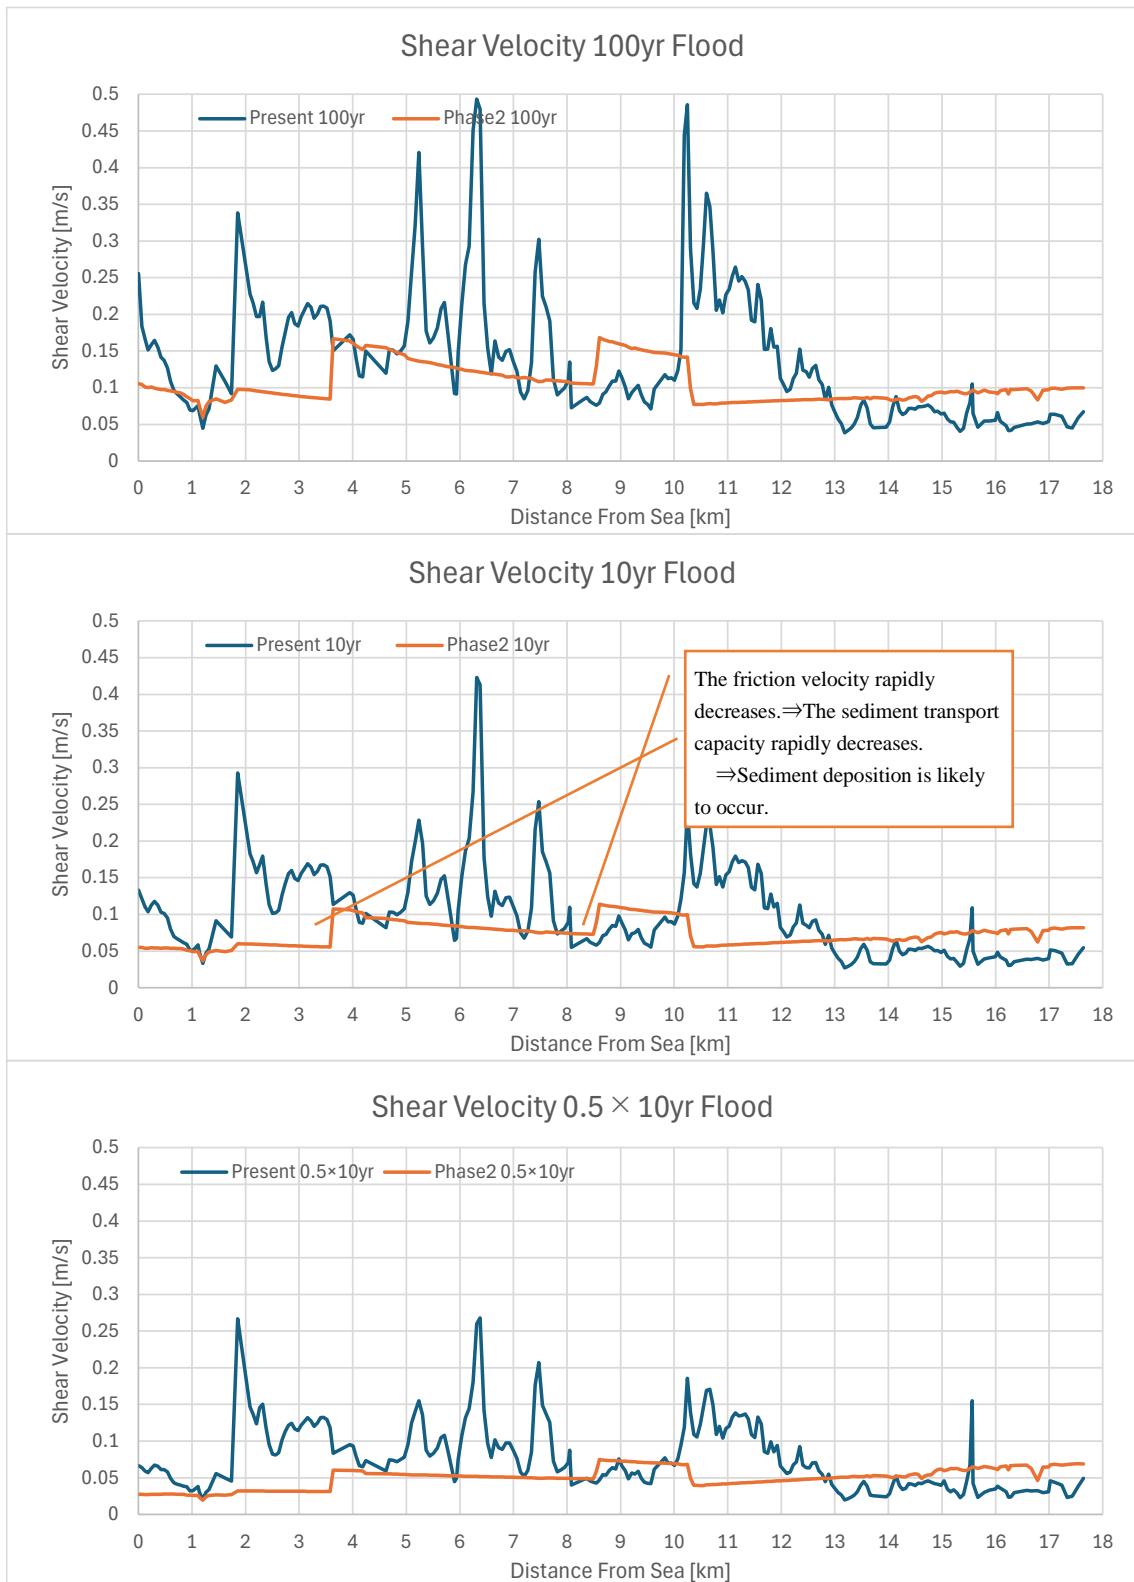 Shear Velocity 100yr Flood
Present 100yr
Phase2 100yr
Shear Velocity [m/s]
0.5
0.45
0.4
0.35
0.3
0.25
0.2
0.15
0.1
0.05
0
0 1 2 3 4 5 6 7 8 9 10 11 12 13 14 15 16 17 18
Distance From Sea [km]
Shear Velocity 10yr Flood
Present 10yr
Phase2 10yr
Shear Velocity [m/s]
0.5
0.45
0.4
0.35
0.3
0.25
0.2
0.15
0.1
0.05
0
The friction velocity rapidly
decreases.⇒The sediment transport
capacity rapidly decreases.
⇒Sediment deposition is likely
to occur.
0 1 2 3 4 5 6 7 8 9 10 11 12 13 14 15 16 17 18
Distance From Sea [km]
Shear Velocity 0.5 × 10yr Flood
Present 0.5×10yr
Phase2 0.5×10yr
Shear Velocity [m/s]
0.5
0.45
0.4
0.35
0.3
0.25
0.2
0.15
0.1
0.05
0
0 1 2 3 4 5 6 7 8 9 10 11 12 13 14 15 16 17 18
Distance From Sea [km]